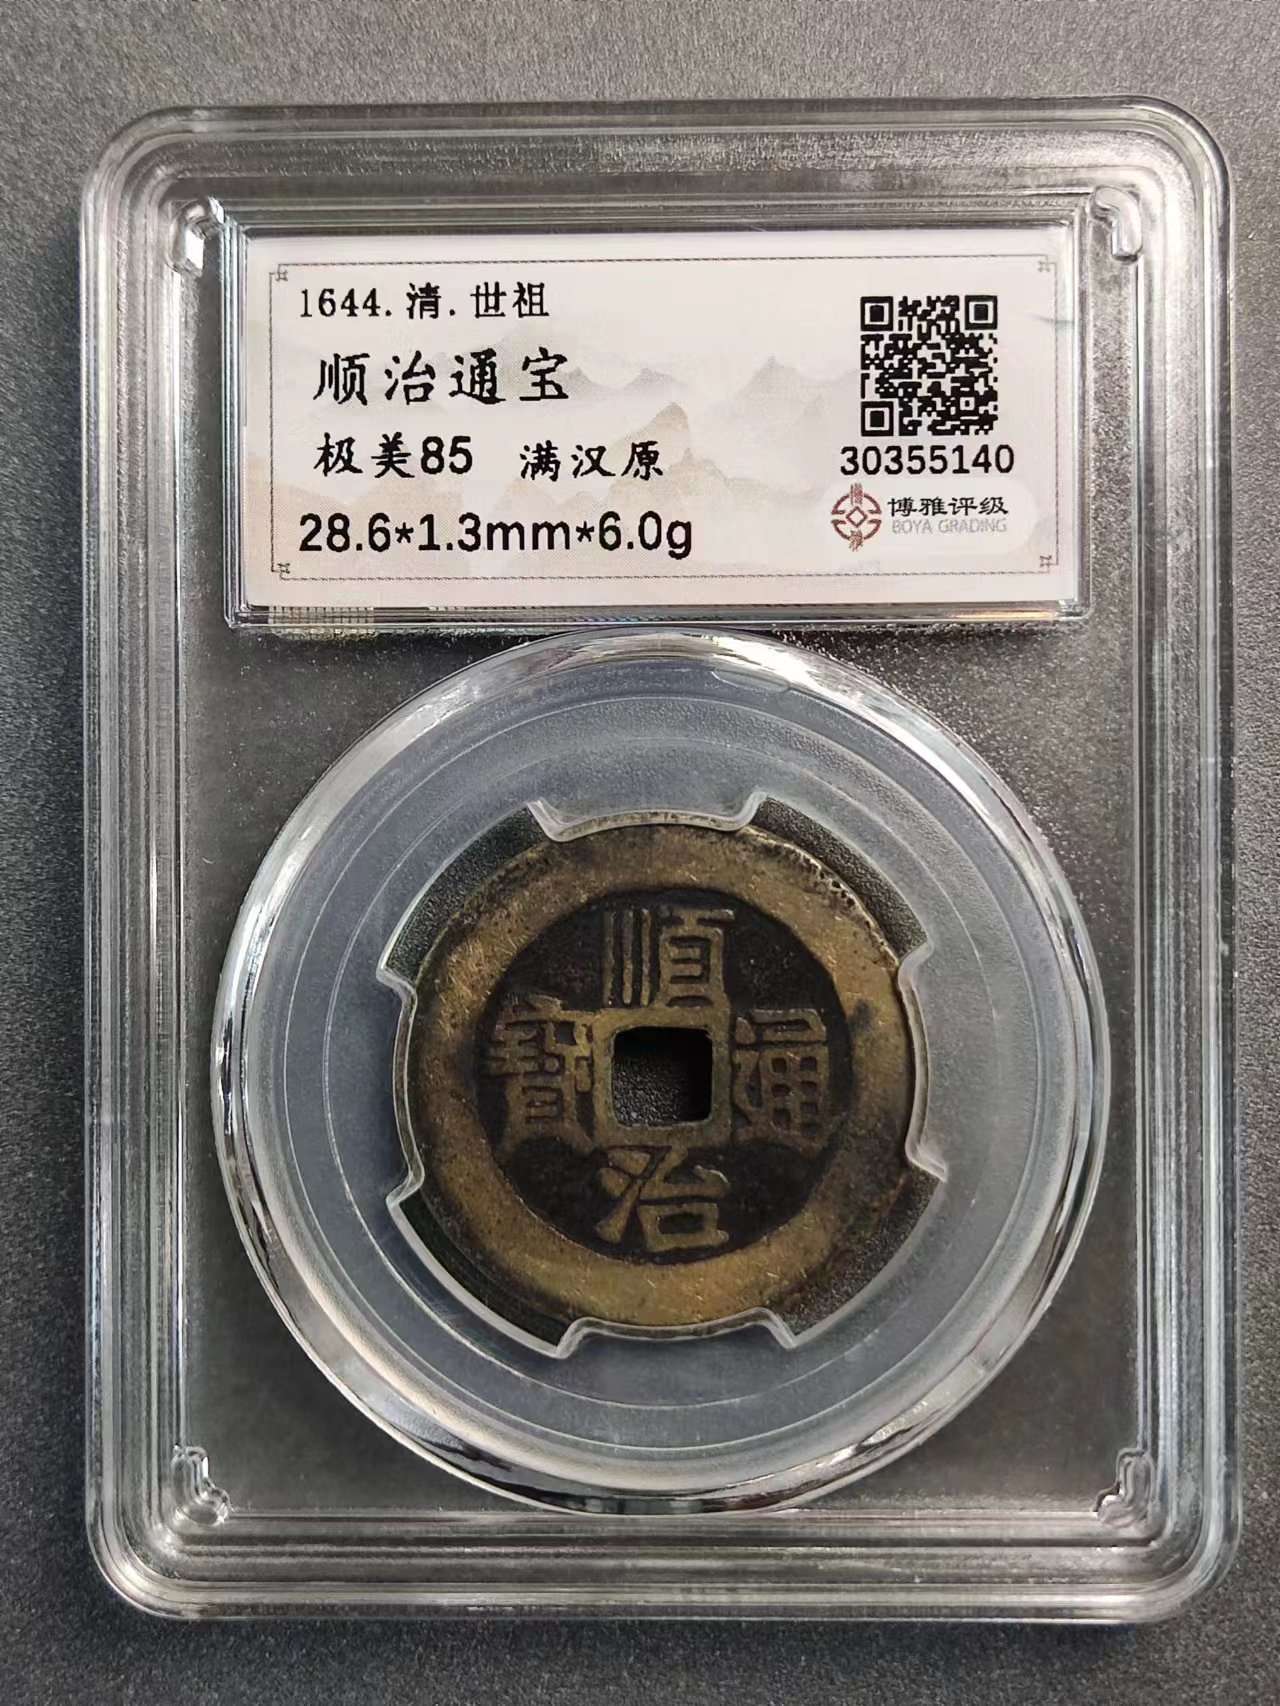 1644.清.世祖
顺治通宝
极美85 满汉原
28.6*1.3mm*6.0g
30355140
博雅评级
BOYA GRADING
順
寶 通
治